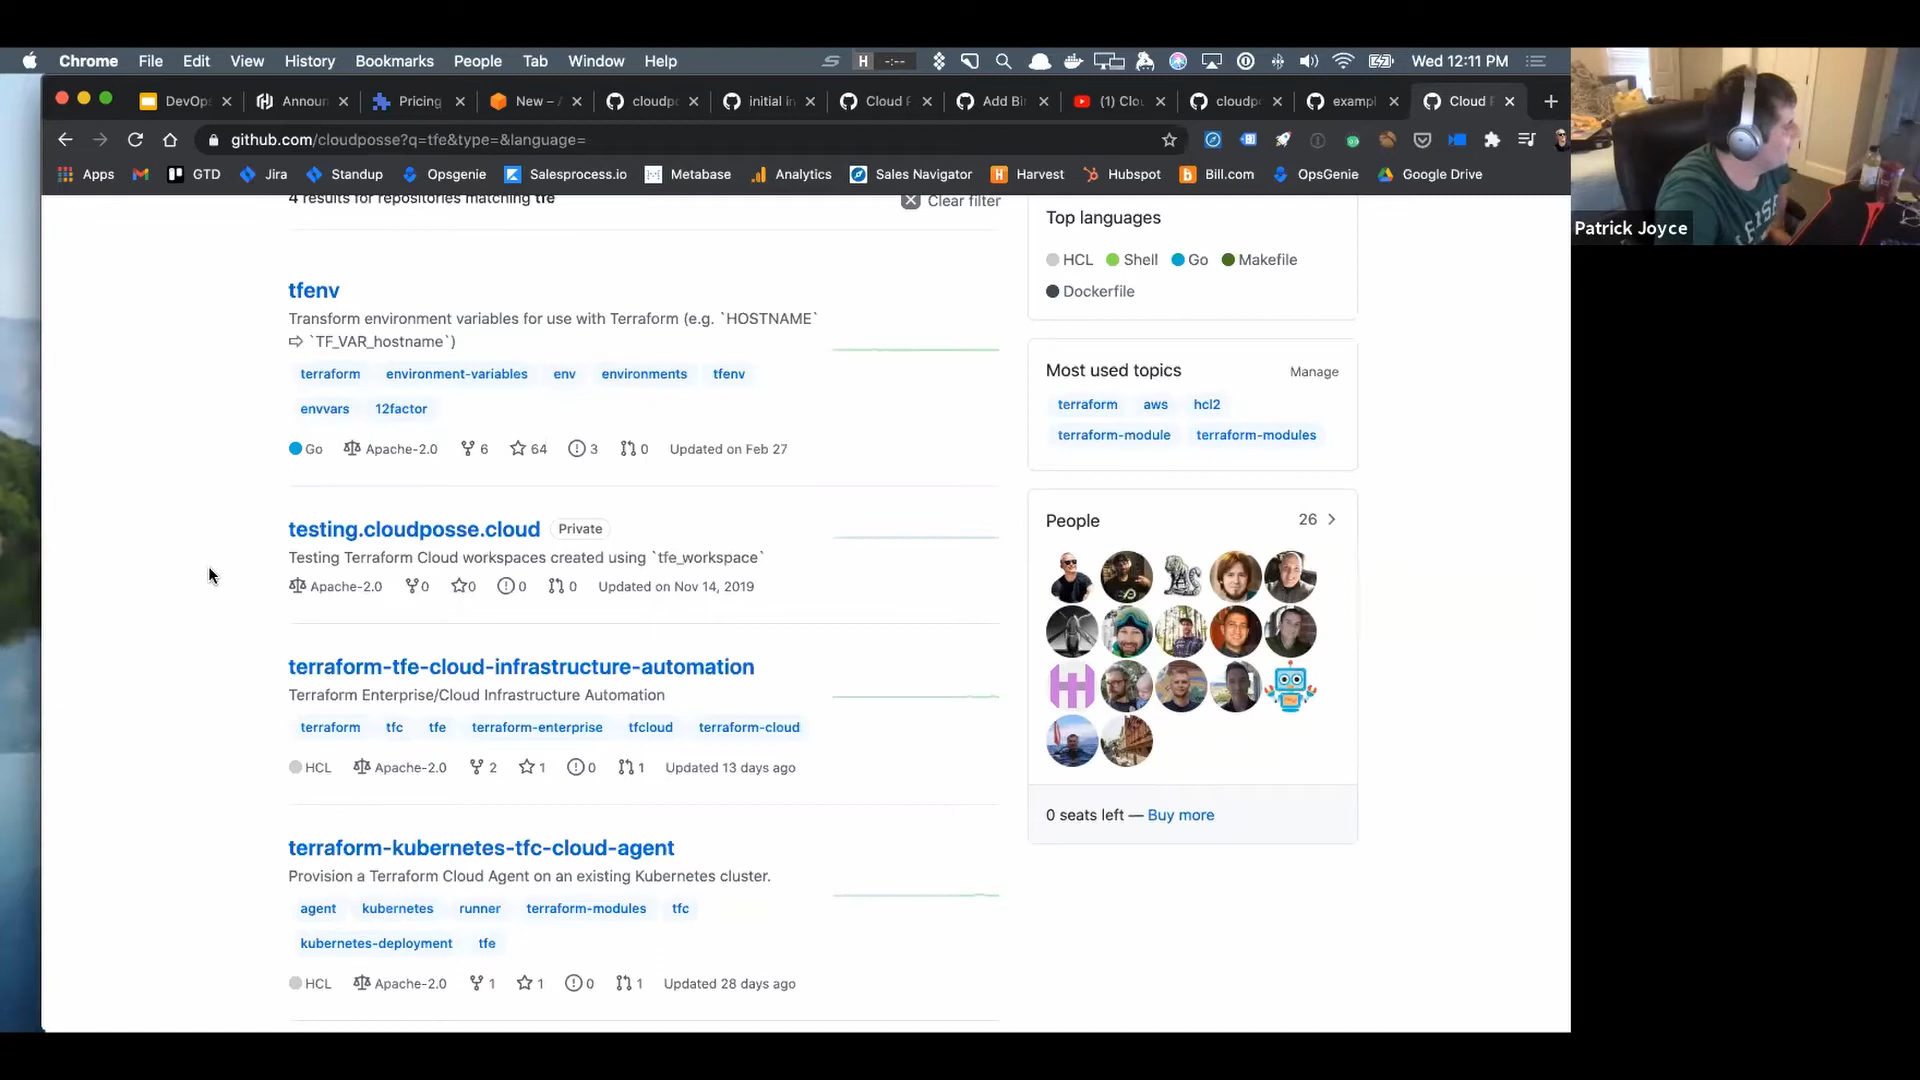 Chrome File Edit View History Bookmarks People Tab Window Help
H -:-- Wed 12:11 PM
DevOp Announ Pricing New – cloudp initial in Cloud F Add Bi (1) Clou cloudp exampl Cloud
github.com/cloudposse?q=tfe&type=&language=
Apps GTD Jira Standup Opsgenie Salesprocess.io Metabase Analytics Sales Navigator Harvest Hubspot Bill.com OpsGenie Google Drive
Patrick Joyce
4 results for repositories matching tfe
Clear filter
tfenv
Transform environment variables for use with Terraform (e.g. `HOSTNAME`
⇨ `TF_VAR_hostname`)
terraform environment-variables env environments tfenv
envvars 12factor
Go Apache-2.0 6 64 3 0 Updated on Feb 27
testing.cloudposse.cloud Private
Testing Terraform Cloud workspaces created using `tfe_workspace`
Apache-2.0 0 0 0 0 Updated on Nov 14, 2019
terraform-tfe-cloud-infrastructure-automation
Terraform Enterprise/Cloud Infrastructure Automation
terraform tfc tfe terraform-enterprise tfcloud terraform-cloud
HCL Apache-2.0 2 1 0 1 Updated 13 days ago
terraform-kubernetes-tfc-cloud-agent
Provision a Terraform Cloud Agent on an existing Kubernetes cluster.
agent kubernetes runner terraform-modules tfc
kubernetes-deployment tfe
HCL Apache-2.0 1 1 0 1 Updated 28 days ago
Top languages
HCL Shell Go Makefile
Dockerfile
Most used topics Manage
terraform aws hcl2
terraform-module terraform-modules
People 26
0 seats left — Buy more